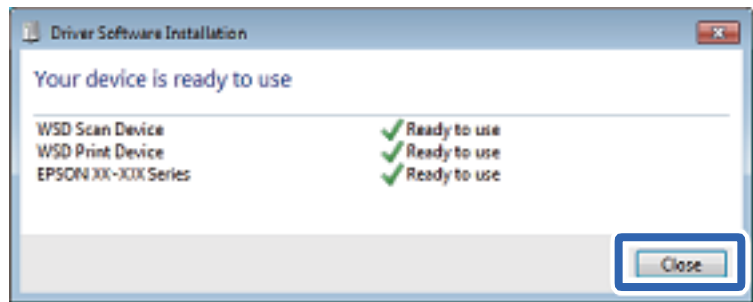 Driver Software Installation
Your device is ready to use
WSD Scan Device Ready to use
WSD Print Device Ready to use
EPSON XX-XXX Series Ready to use
Close